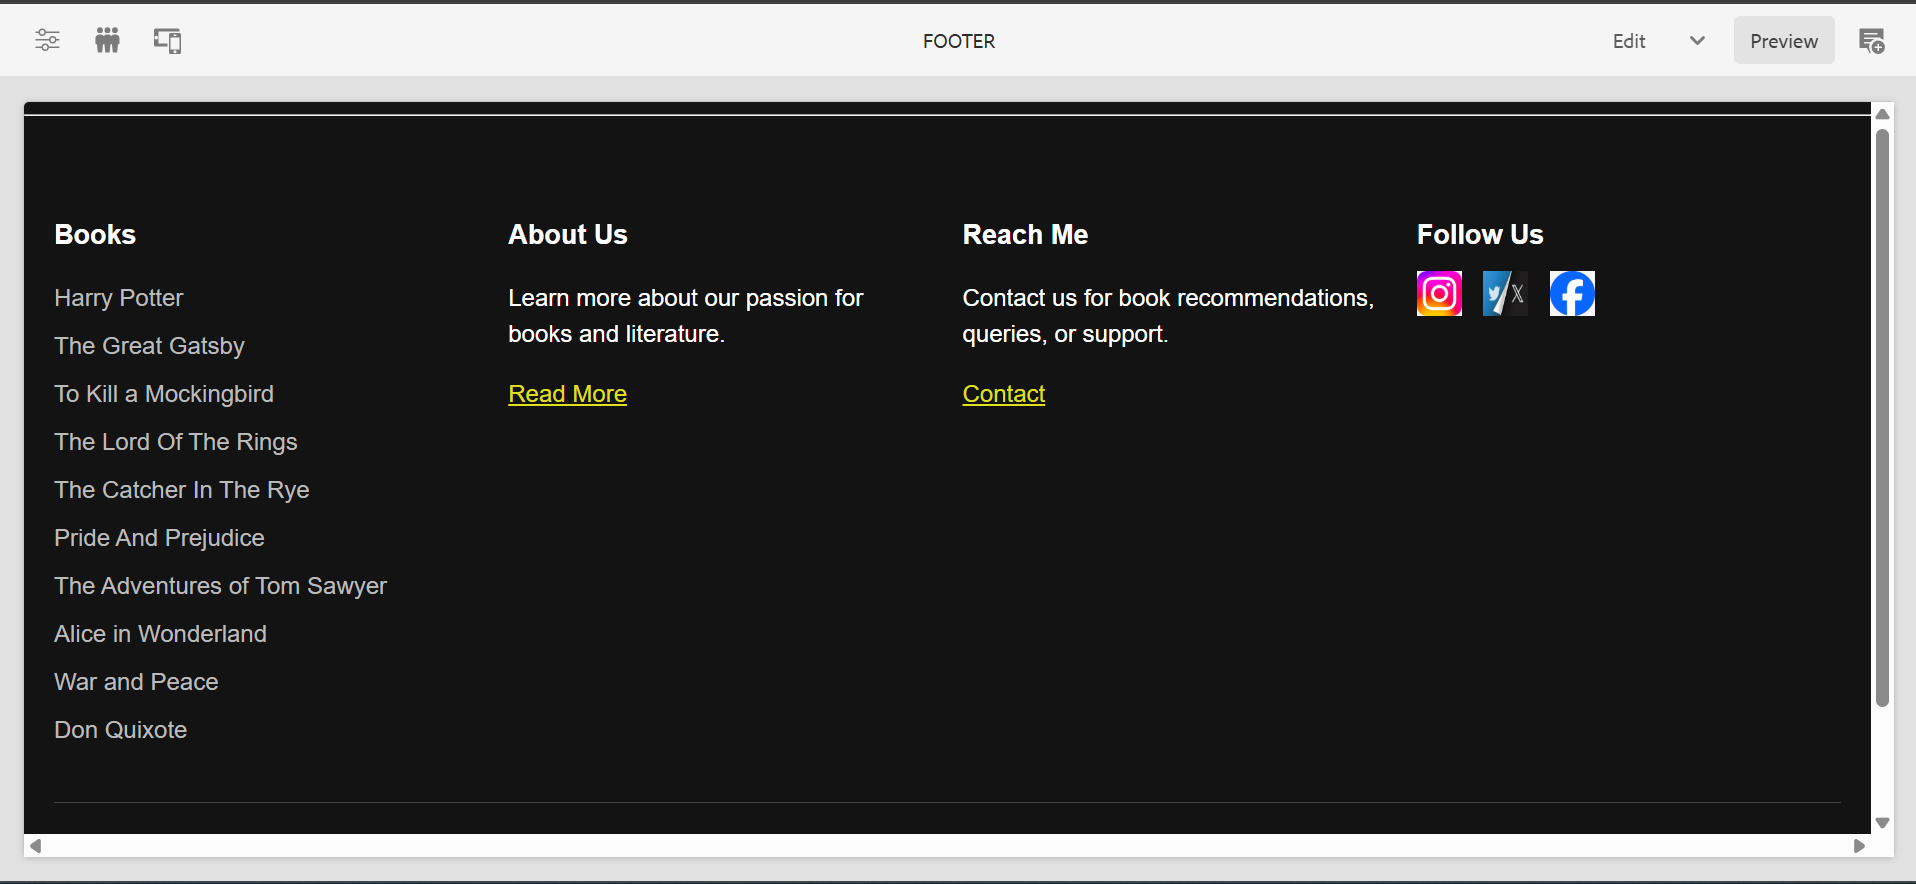 FOOTER
Edit
Preview
Books
Harry Potter
The Great Gatsby
To Kill a Mockingbird
The Lord Of The Rings
The Catcher In The Rye
Pride And Prejudice
The Adventures of Tom Sawyer
Alice in Wonderland
War and Peace
Don Quixote
About Us
Learn more about our passion for
books and literature.
Read More
Reach Me
Contact us for book recommendations,
queries, or support.
Contact
Follow Us